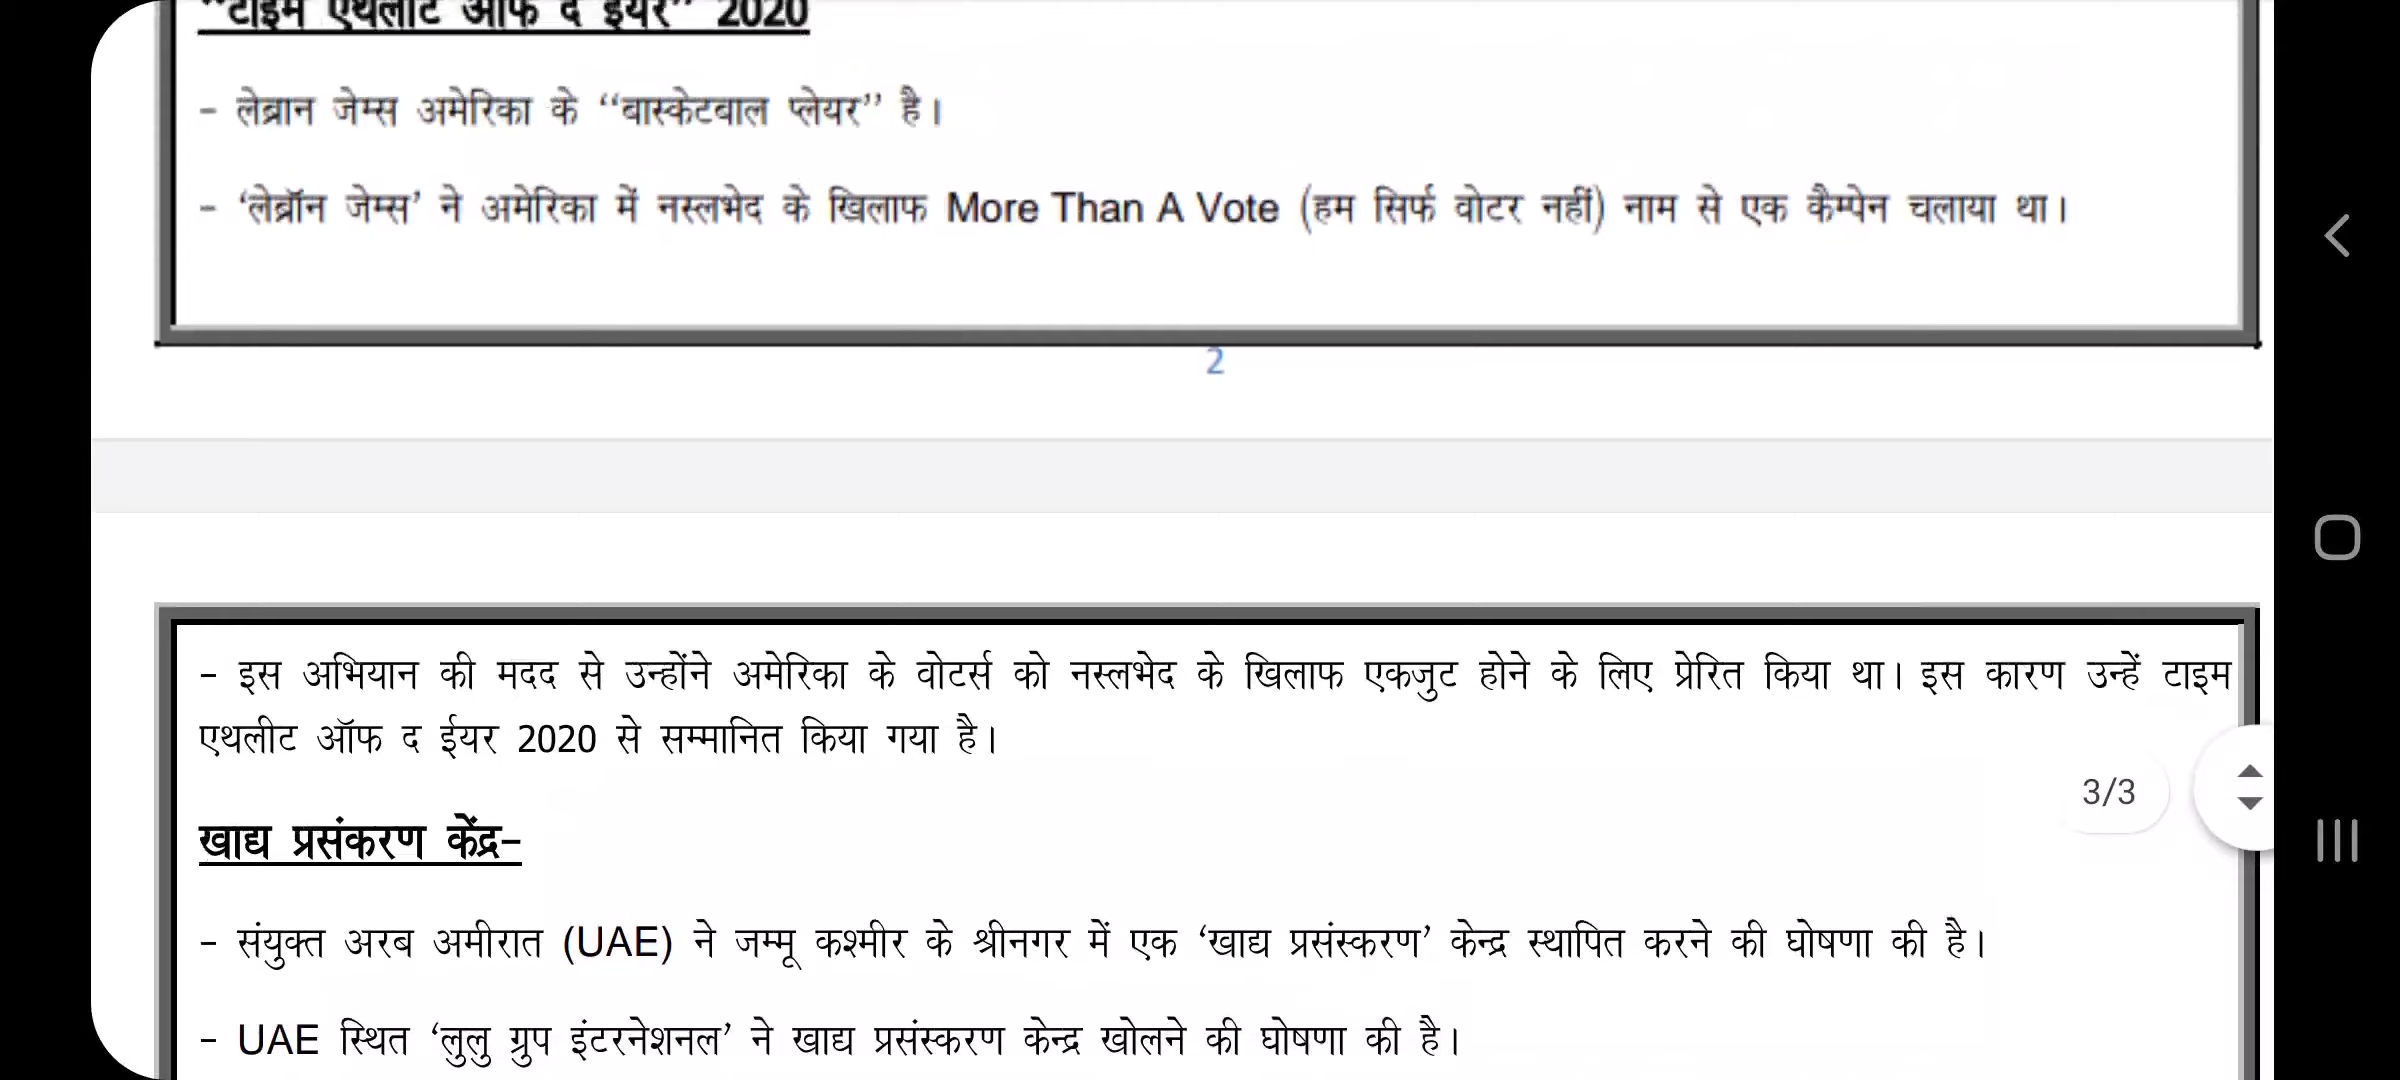 “टाइम एथलीट ऑफ द ईयर” 2020
– लेब्रान जेम्स अमेरिका के “बास्केटबाल प्लेयर” है।
– ‘लेब्रॉन जेम्स’ ने अमेरिका में नस्लभेद के खिलाफ More Than A Vote (हम सिर्फ वोटर नहीं) नाम से एक कैम्पेन चलाया था।
2
– इस अभियान की मदद से उन्होंने अमेरिका के वोटर्स को नस्लभेद के खिलाफ एकजुट होने के लिए प्रेरित किया था। इस कारण उन्हें टाइम
एथलीट ऑफ द ईयर 2020 से सम्मानित किया गया है।
3/3
खाद्य प्रसंकरण केंद्र–
– संयुक्त अरब अमीरात (UAE) ने जम्मू कश्मीर के श्रीनगर में एक ‘खाद्य प्रसंस्करण’ केन्द्र स्थापित करने की घोषणा की है।
– UAE स्थित ‘लुलु ग्रुप इंटरनेशनल’ ने खाद्य प्रसंस्करण केन्द्र खोलने की घोषणा की है।